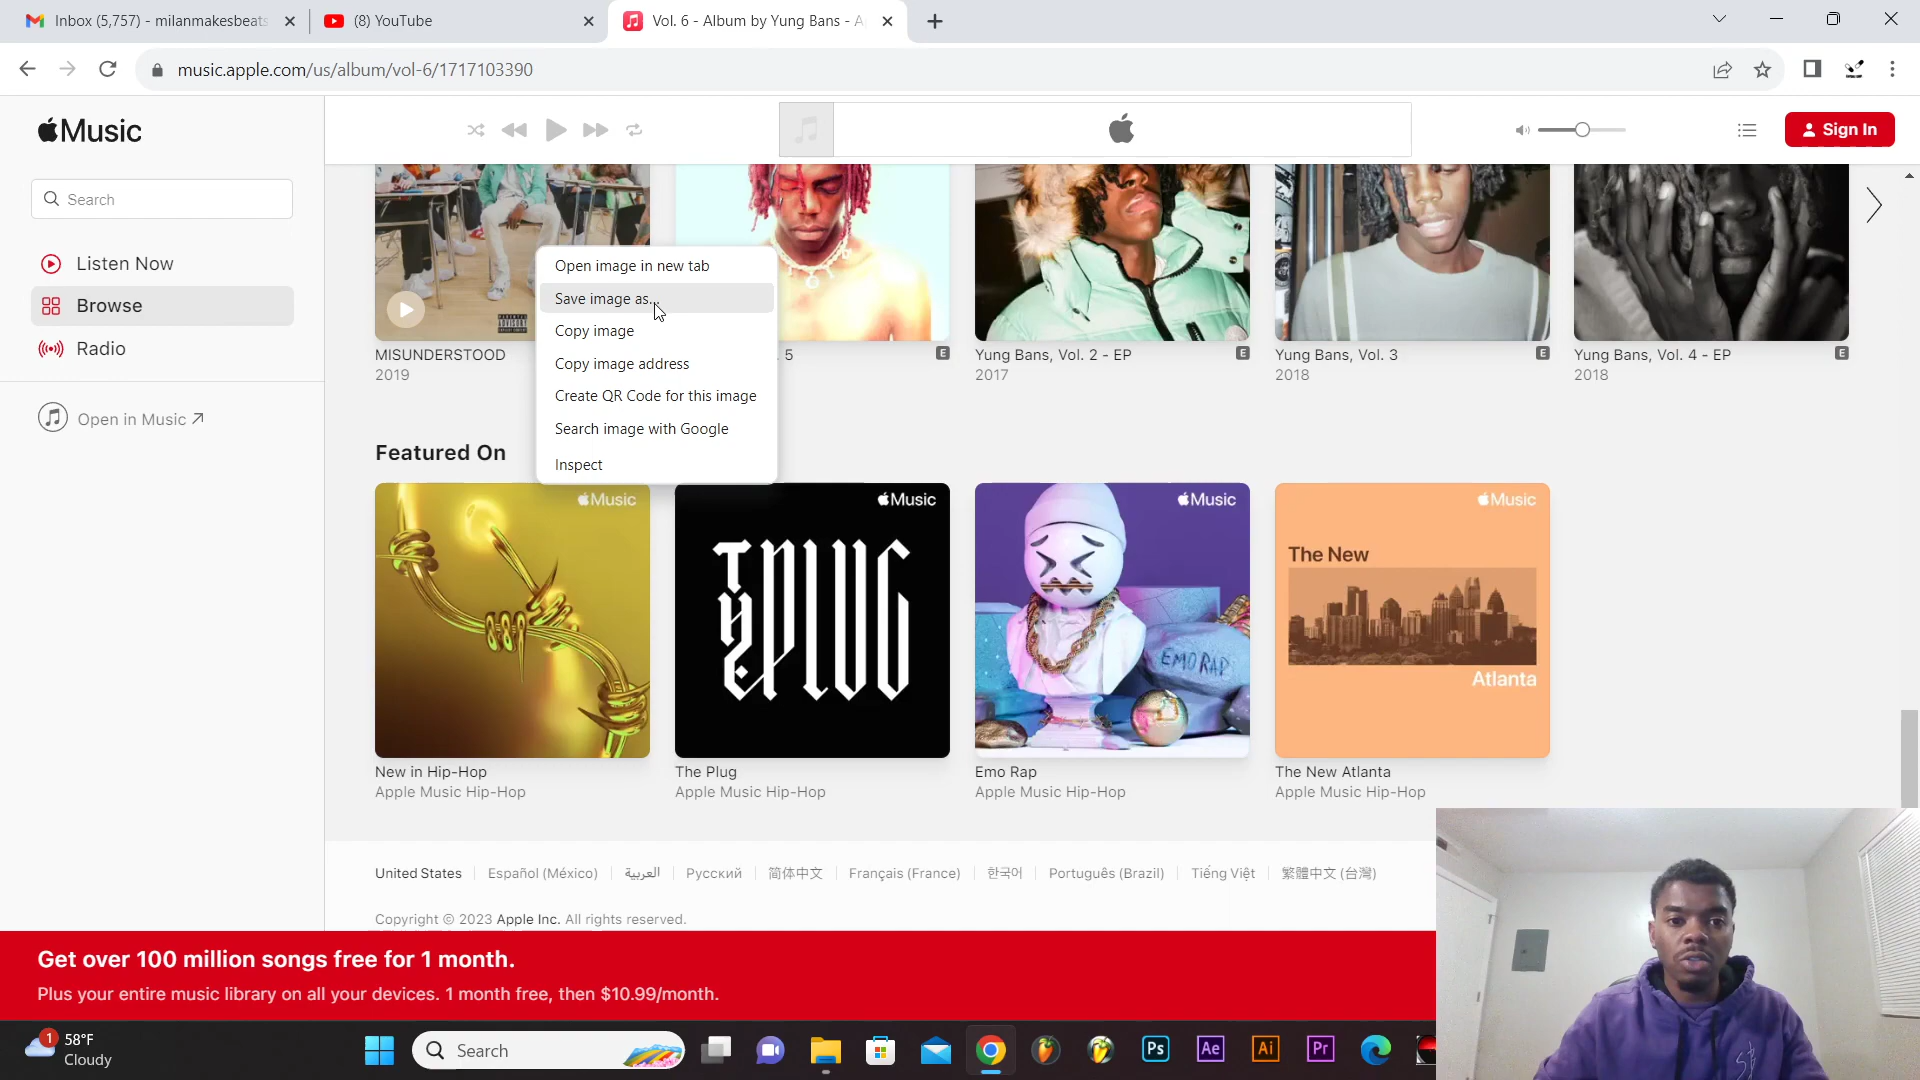 Inbox (5,757) - milanmakesbeats
(8) YouTube
Vol. 6 - Album by Yung Bans - A
music.apple.com/us/album/vol-6/1717103390
Music
Sign In
Search
Listen Now
Browse
Radio
Open in Music
Open image in new tab
Save image as...
Copy image
Copy image address
Create QR Code for this image
Search image with Google
Inspect
MISUNDERSTOOD
2019
. 5
E
Yung Bans, Vol. 2 - EP
E
2017
Yung Bans, Vol. 3
E
2018
Yung Bans, Vol. 4 - EP
E
2018
Featured On
Music
Music
THE PLUG
Music
EMO RAP
Music
The New
Atlanta
New in Hip-Hop
Apple Music Hip-Hop
The Plug
Apple Music Hip-Hop
Emo Rap
Apple Music Hip-Hop
The New Atlanta
Apple Music Hip-Hop
United States Español (México) العربية Русский 简体中文 Français (France) 한국어 Português (Brazil) Tiếng Việt 繁體中文 (台灣)
Copyright © 2023 Apple Inc. All rights reserved.
Get over 100 million songs free for 1 month.
Plus your entire music library on all your devices. 1 month free, then $10.99/month.
1
58°F
Cloudy
Search
Ps
Ae
Ai
Pr